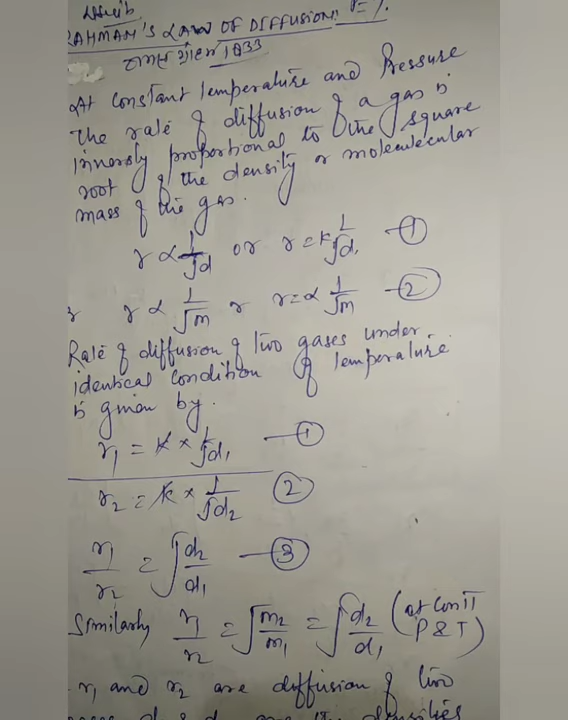 RAHMAM'S LAW OF DIFFUSION:
1833
At constant Temperature and Pressure
the rate of diffusion of a gas is
inversly proportional to the square
root of the density or molecular
mass of the gas.
r ∝ 1/√d or r = k 1/√d, —①
r ∝ 1/√m r r = ∝ 1/√m —②
Rate of diffusion of two gases under
identical condition of temperature
is given by.
r₁ = k × 1/√d₁ —①
r₂ = k × 1/√d₂ ②
r₁/r₂ = √d₂/d₁ —③
Similarly r₁/r₂ = √m₂/m₁ = √d₂/d₁ (at const P & T)
r₁ and r₂ are diffusion of two